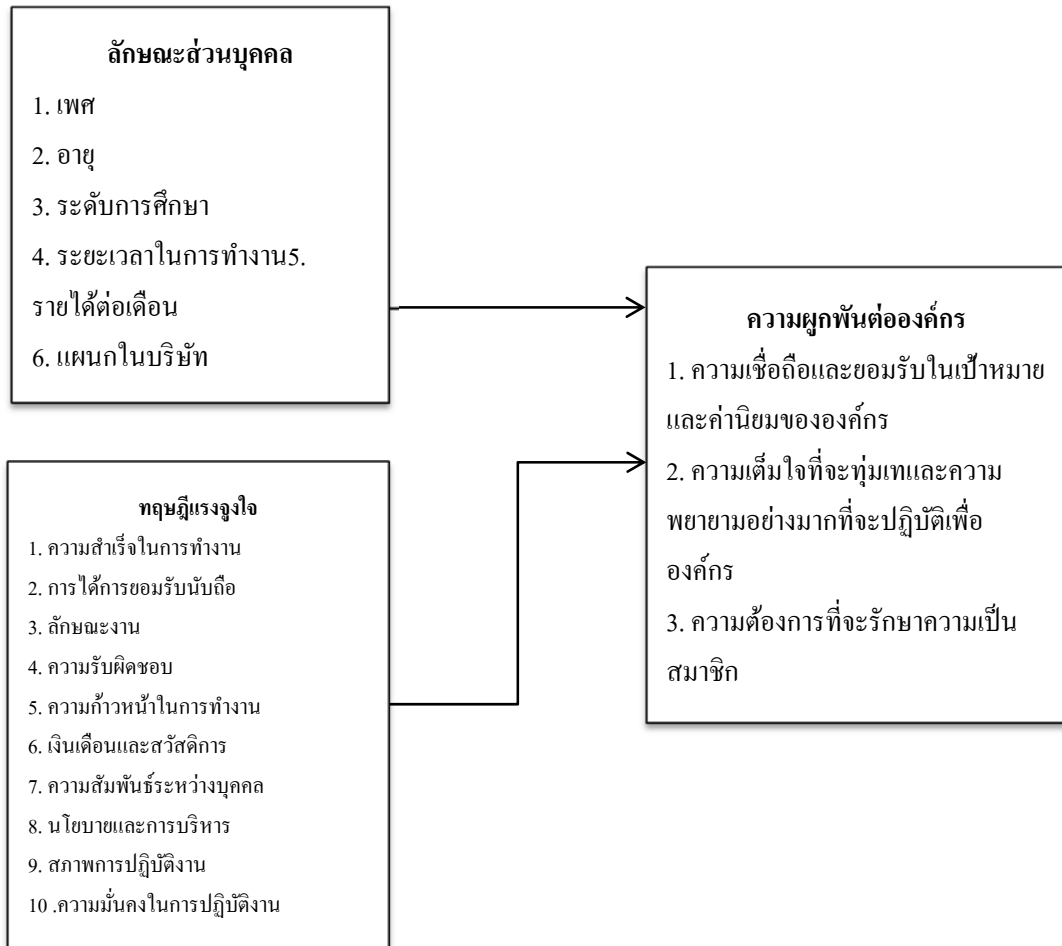 ลักษณะส่วนบุคคล
1. เพศ
2. อายุ
3. ระดับการศึกษา
4. ระยะเวลาในการทำงาน5.
รายได้ต่อเดือน
6. แผนกในบริษัท
ทฤษฎีแรงจูงใจ
1. ความสำเร็จในการทำงาน
2. การได้การยอมรับนับถือ
3. ลักษณะงาน
4. ความรับผิดชอบ
5. ความก้าวหน้าในการทำงาน
6. เงินเดือนและสวัสดิการ
7. ความสัมพันธ์ระหว่างบุคคล
8. นโยบายและการบริหาร
9. สภาพการปฏิบัติงาน
10 .ความมั่นคงในการปฏิบัติงาน
ความผูกพันต่อองค์กร
1. ความเชื่อถือและยอมรับในเป้าหมาย
และค่านิยมขององค์กร
2. ความเต็มใจที่จะทุ่มเทและความ
พยายามอย่างมากที่จะปฏิบัติเพื่อ
องค์กร
3. ความต้องการที่จะรักษาความเป็น
สมาชิก